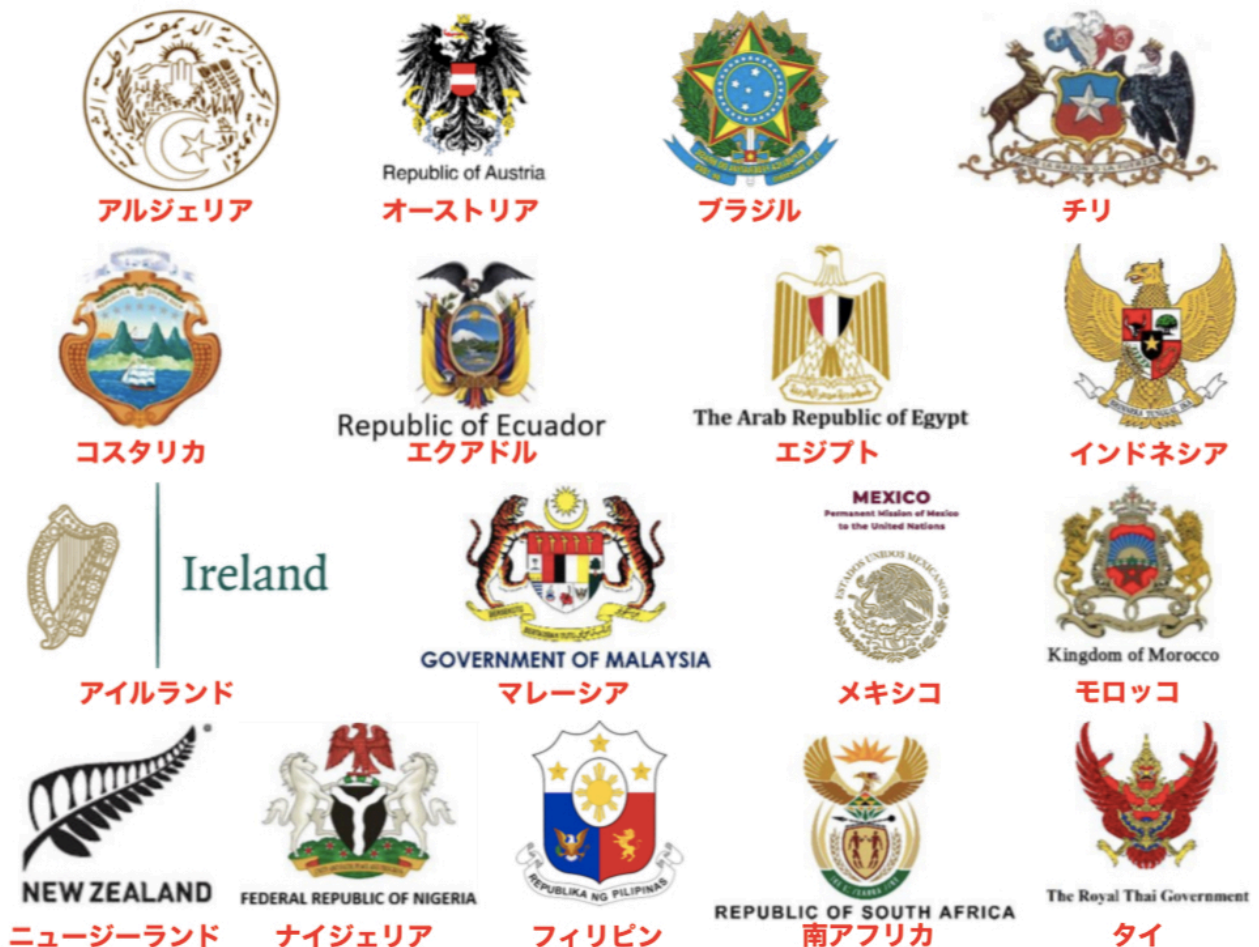 Republic of Austria
アルジェリア
オーストリア
ブラジル
チリ
Republic of Ecuador
The Arab Republic of Egypt
コスタリカ
エクアドル
エジプト
インドネシア
MEXICO
Permanent Mission of Mexico
to the United Nations
ESTADOS UNIDOS MEXICANOS
Ireland
GOVERNMENT OF MALAYSIA
Kingdom of Morocco
アイルランド
マレーシア
メキシコ
モロッコ
REPUBLIKA NG PILIPINAS
NEW ZEALAND
FEDERAL REPUBLIC OF NIGERIA
REPUBLIC OF SOUTH AFRICA
The Royal Thai Government
ニュージーランド
ナイジェリア
フィリピン
南アフリカ
タイ